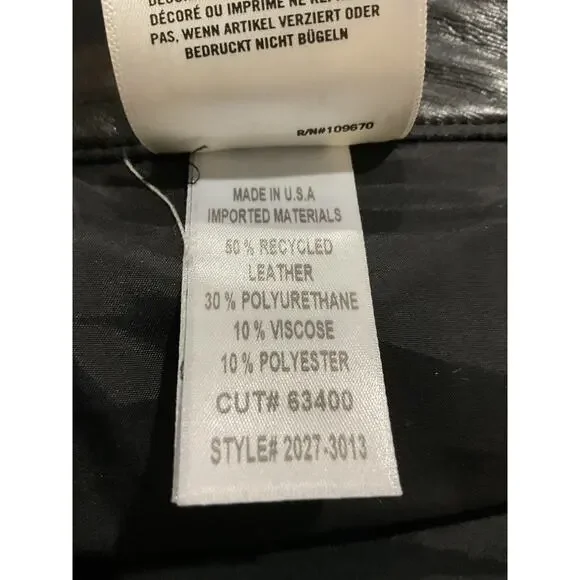 DÉCORÉ OU IMPRIMÉ NE REPA
PAS, WENN ARTIKEL VERZIERT ODER
BEDRUCKT NICHT BÜGELN
R/N#109670
MADE IN U.S.A
IMPORTED MATERIALS
50 % RECYCLED
LEATHER
30 % POLYURETHANE
10 % VISCOSE
10 % POLYESTER
CUT# 63400
STYLE# 2027-3013